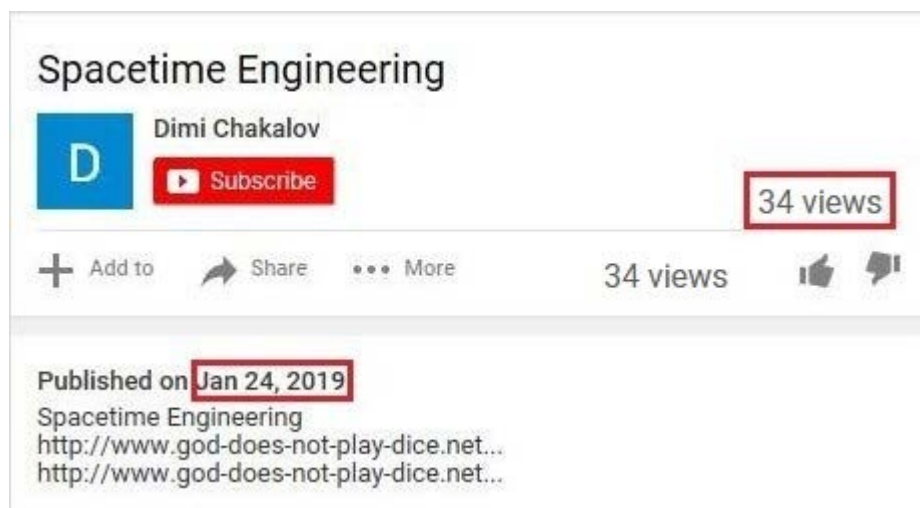 Spacetime Engineering
D
Dimi Chakalov
Subscribe
34 views
Add to
Share
More
34 views
Published on Jan 24, 2019
Spacetime Engineering
http://www.god-does-not-play-dice.net...
http://www.god-does-not-play-dice.net...